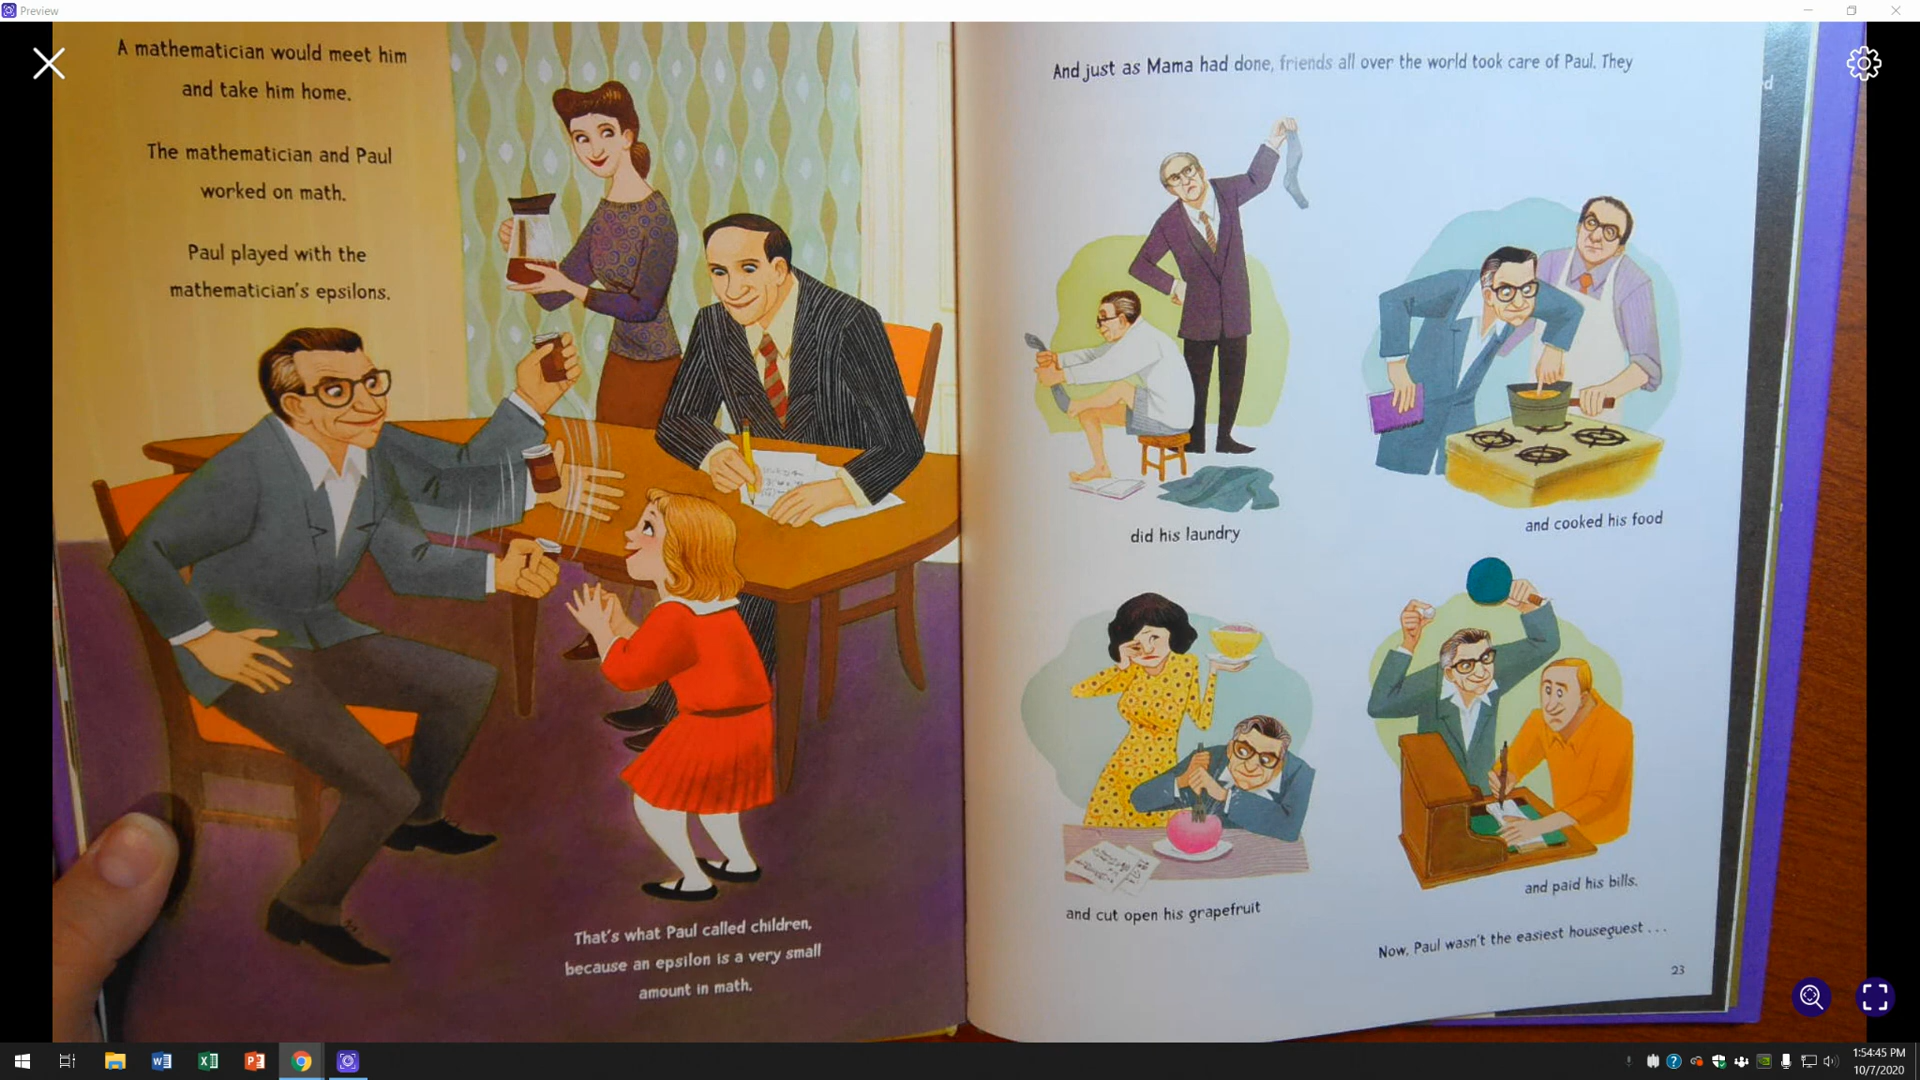 Preview
A mathematician would meet him
and take him home.
The mathematician and Paul
worked on math.
Paul played with the
mathematician's epsilons.
That's what Paul called children,
because an epsilon is a very small
amount in math.
And just as Mama had done, friends all over the world took care of Paul. They
did his laundry
and cooked his food
and cut open his grapefruit
and paid his bills.
Now, Paul wasn't the easiest houseguest . . .
23
d
1:54:45 PM
10/7/2020